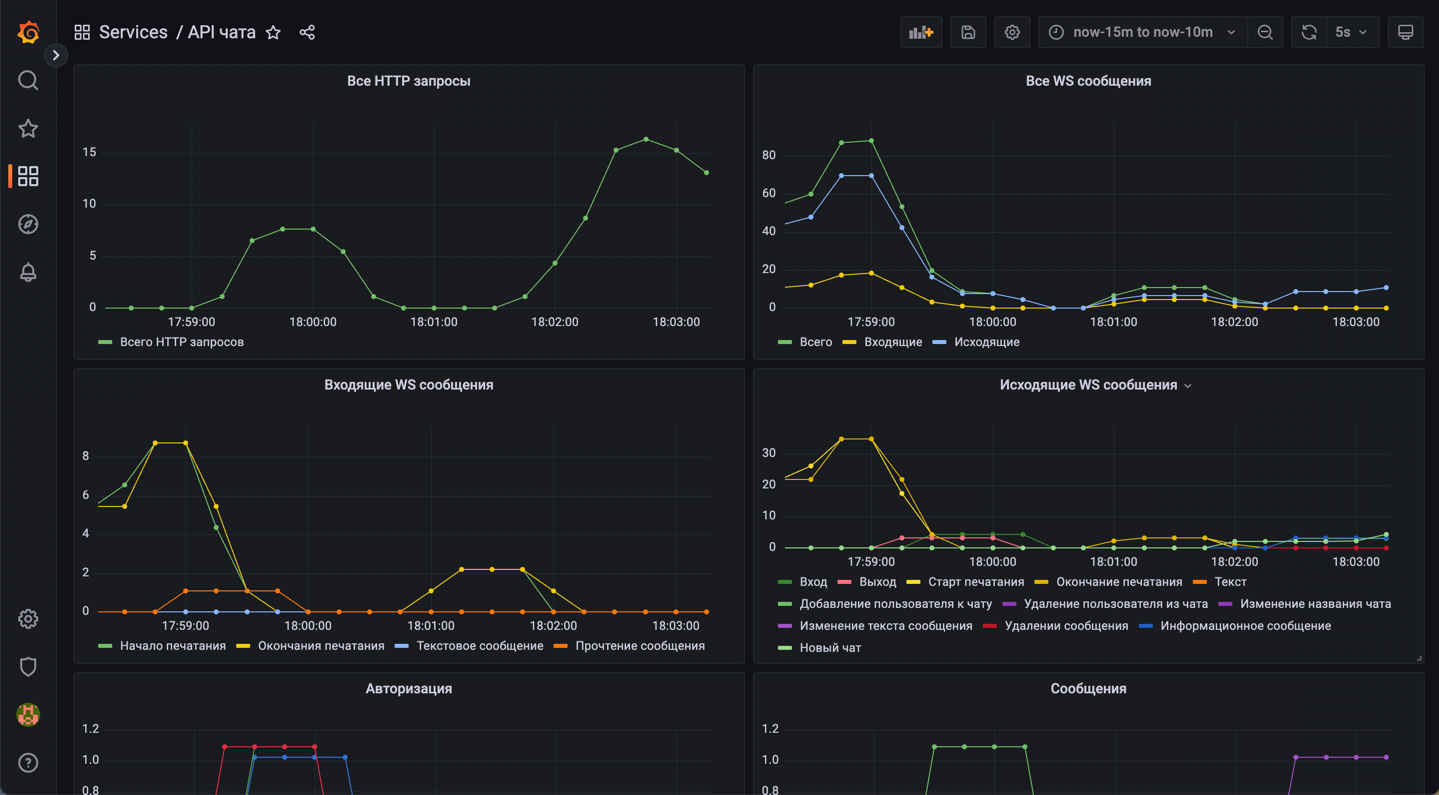 Services / API чата
now-15m to now-10m
5s
Все HTTP запросы
15
10
5
0
17:59:00 18:00:00 18:01:00 18:02:00 18:03:00
Всего HTTP запросов
Все WS сообщения
80
60
40
20
0
17:59:00 18:00:00 18:01:00 18:02:00 18:03:00
Всего Входящие Исходящие
Входящие WS сообщения
8
6
4
2
0
17:59:00 18:00:00 18:01:00 18:02:00 18:03:00
Начало печатания Окончания печатания Текстовое сообщение Прочтение сообщения
Исходящие WS сообщения
30
20
10
0
17:59:00 18:00:00 18:01:00 18:02:00 18:03:00
Вход Выход Старт печатания Окончание печатания Текст
Добавление пользователя к чату Удаление пользователя из чата Изменение названия чата
Изменение текста сообщения Удалении сообщения Информационное сообщение
Новый чат
Авторизация
1.2
1.0
0.8
Сообщения
1.2
1.0
0.8